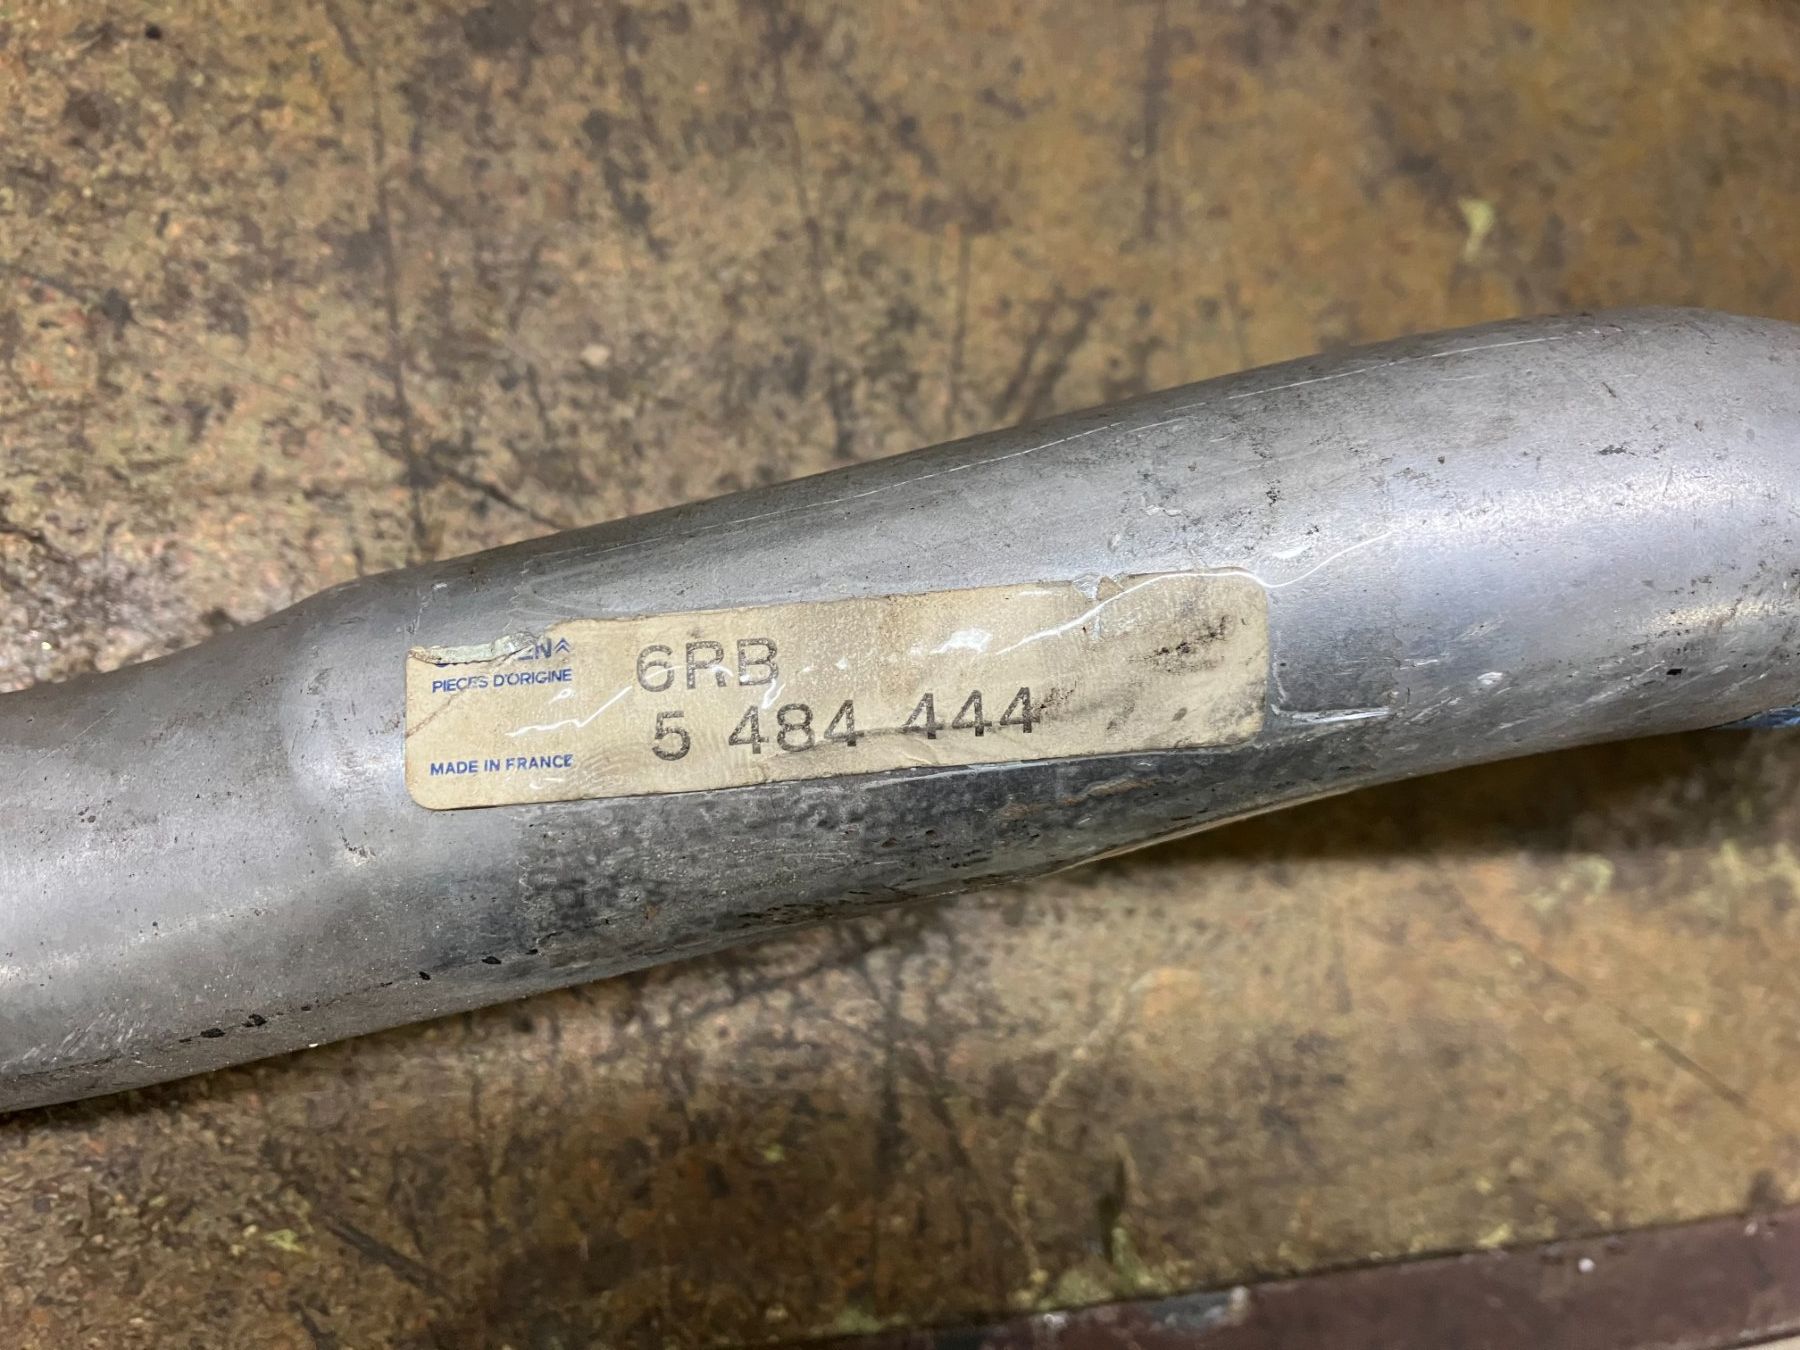 PIECES D'ORIGINE
MADE IN FRANCE
6RB
5 484 444